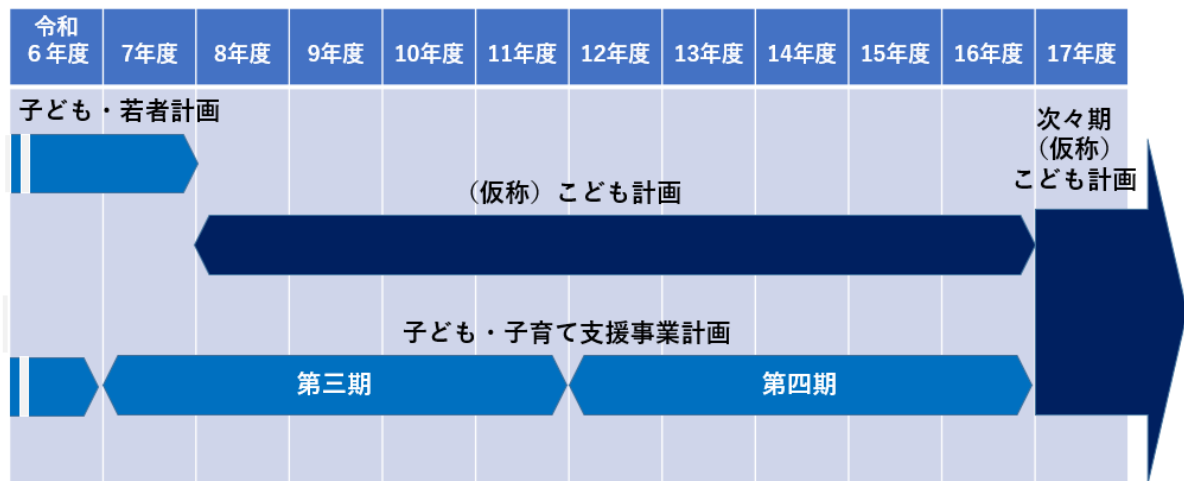 令和
6年度 7年度 8年度 9年度 10年度 11年度 12年度 13年度 14年度 15年度 16年度 17年度
子ども・若者計画
次々期
（仮称）
こども計画
（仮称）こども計画
子ども・子育て支援事業計画
第三期 第四期